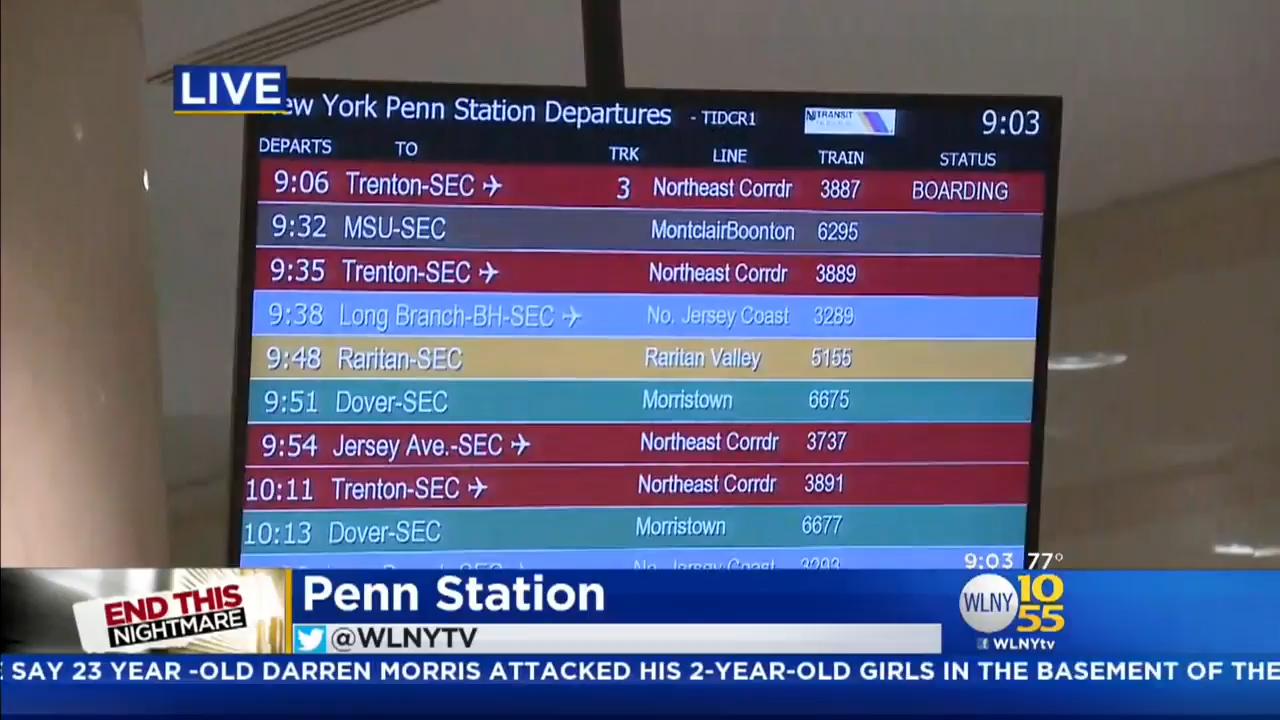 LIVE
ew York Penn Station Departures - TIDCR1 NJ TRANSIT 9:03
DEPARTS TO TRK LINE TRAIN STATUS
9:06 Trenton-SEC ✈ 3 Northeast Corrdr 3887 BOARDING
9:32 MSU-SEC MontclairBoonton 6295
9:35 Trenton-SEC ✈ Northeast Corrdr 3889
9:38 Long Branch-BH-SEC ✈ No. Jersey Coast 3289
9:48 Raritan-SEC Raritan Valley 5155
9:51 Dover-SEC Morristown 6675
9:54 Jersey Ave.-SEC ✈ Northeast Corrdr 3737
10:11 Trenton-SEC ✈ Northeast Corrdr 3891
10:13 Dover-SEC Morristown 6677
No. Jersey Coast
9:03 77°
END THIS
NIGHTMARE
Penn Station
@WLNYTV
WLNY 10
55
WLNYtv
SAY 23 YEAR -OLD DARREN MORRIS ATTACKED HIS 2-YEAR-OLD GIRLS IN THE BASEMENT OF THE